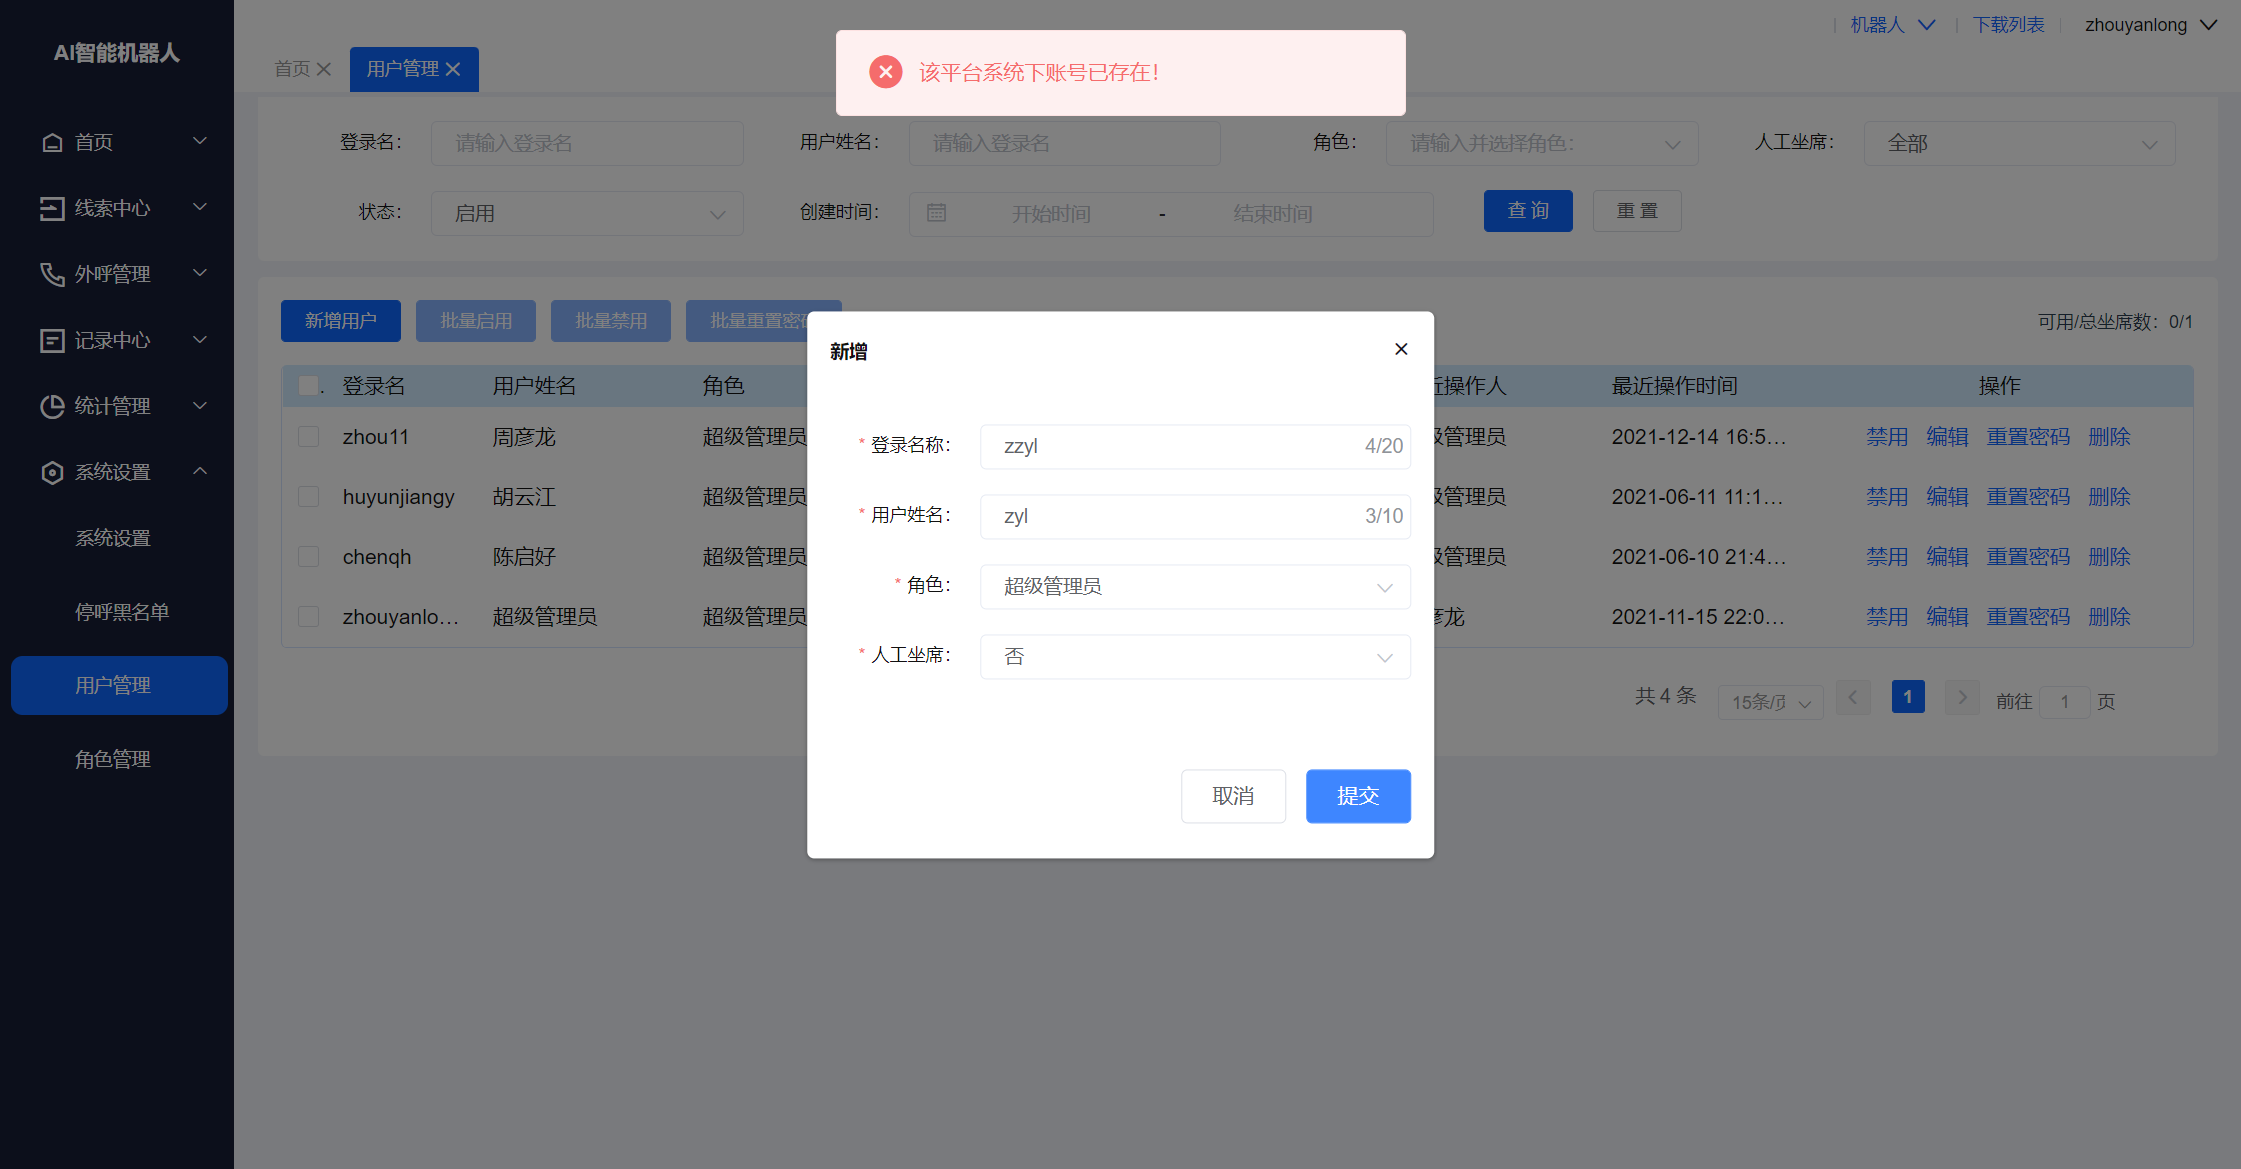 AI智能机器人
首页
线索中心
外呼管理
记录中心
统计管理
系统设置
系统设置
停呼黑名单
用户管理
角色管理
机器人
下载列表
zhouyanlong
首页
用户管理
该平台系统下账号已存在！
登录名： 请输入登录名
用户姓名： 请输入登录名
角色： 请输入并选择角色：
人工坐席： 全部
状态： 启用
创建时间： 开始时间 - 结束时间
查询 重置
新增用户 批量启用 批量禁用 批量重置密
可用/总坐席数：0/1
登录名 用户姓名 角色 操作人 最近操作时间 操作
zhou11 周彦龙 超级管理员 管理员 2021-12-14 16:5... 禁用 编辑 重置密码 删除
huyunjiangy 胡云江 超级管理员 管理员 2021-06-11 11:1... 禁用 编辑 重置密码 删除
chenqh 陈启好 超级管理员 管理员 2021-06-10 21:4... 禁用 编辑 重置密码 删除
zhouyanlo... 超级管理员 超级管理员 龙 2021-11-15 22:0... 禁用 编辑 重置密码 删除
共 4 条 15条/ 1 前往 1 页
新增
* 登录名称： zzyl 4/20
* 用户姓名： zyl 3/10
* 角色： 超级管理员
* 人工坐席： 否
取消 提交